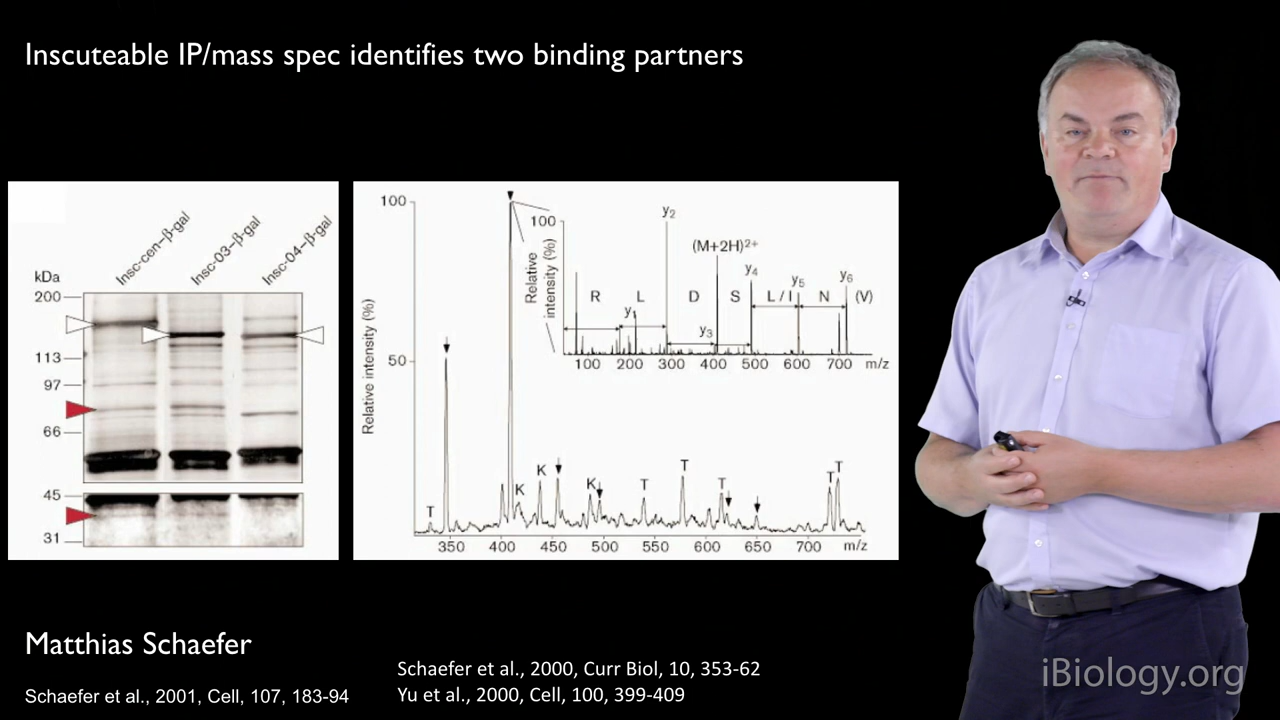 Inscuteable IP/mass spec identifies two binding partners
Insc-cen-β-gal
Insc-03-β-gal
Insc-04-β-gal
kDa
200
113
97
66
45
31
100
50
Relative intensity (%)
T
K
K
K
T
T
T
T
T
350
400
450
500
550
600
650
700
m/z
100
Relative
intensity (%)
y2
(M+2H)2+
y4
y5
y6
R
L
D
S
L / I
N
(V)
y1
y3
100
200
300
400
500
600
700
m/z
Matthias Schaefer
Schaefer et al., 2001, Cell, 107, 183-94
Schaefer et al., 2000, Curr Biol, 10, 353-62
Yu et al., 2000, Cell, 100, 399-409
iBiology.org